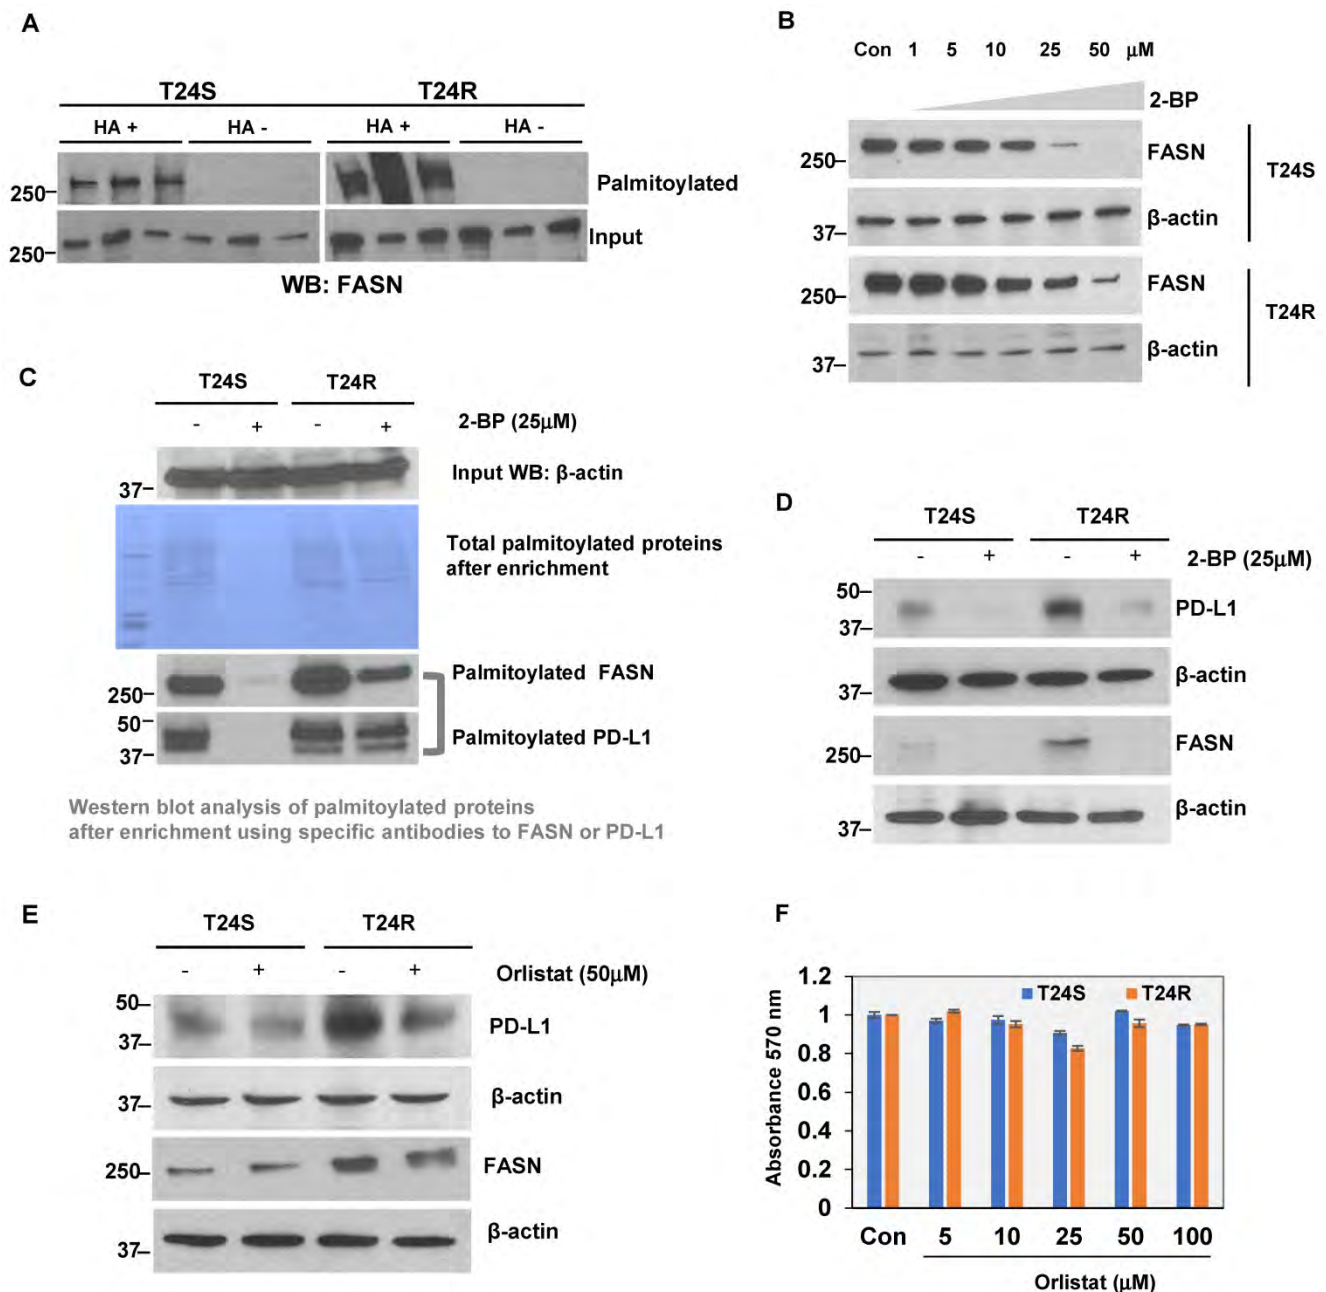 A
T24S T24R
HA + HA - HA + HA -
250 Palmitoylated
250 Input
WB: FASN
B
Con 1 5 10 25 50 μM
2-BP
250 FASN
37 β-actin
T24S
250 FASN
37 β-actin
T24R
C
T24S T24R
- + - + 2-BP (25μM)
37 Input WB: β-actin
Total palmitoylated proteins
after enrichment
250 Palmitoylated FASN
50
37 Palmitoylated PD-L1
Western blot analysis of palmitoylated proteins
after enrichment using specific antibodies to FASN or PD-L1
D
T24S T24R
- + - + 2-BP (25μM)
50
37 PD-L1
37 β-actin
250 FASN
37 β-actin
E
T24S T24R
- + - + Orlistat (50μM)
50
37 PD-L1
37 β-actin
250 FASN
37 β-actin
F
T24S T24R
Absorbance 570 nm
1.2
1
0.8
0.6
0.4
0.2
0
Con 5 10 25 50 100
Orlistat (μM)